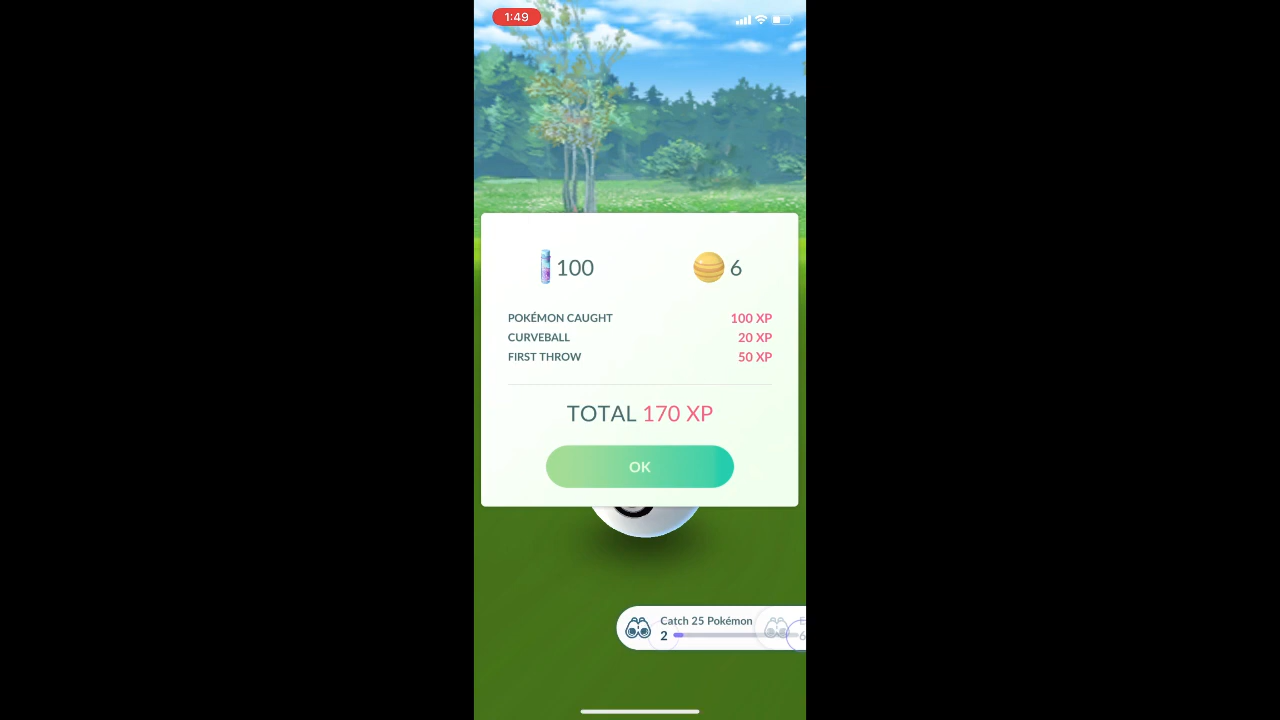 1:49
100 6
POKÉMON CAUGHT 100 XP
CURVEBALL 20 XP
FIRST THROW 50 XP
TOTAL 170 XP
OK
Catch 25 Pokémon
2